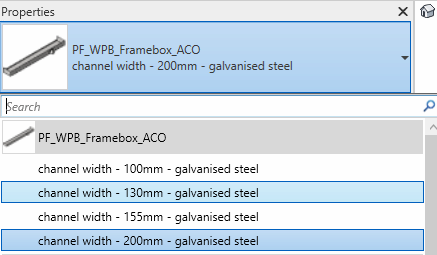 Properties
PF_WPB_Framebox_ACO
channel width - 200mm - galvanised steel
Search
PF_WPB_Framebox_ACO
channel width - 100mm - galvanised steel
channel width - 130mm - galvanised steel
channel width - 155mm - galvanised steel
channel width - 200mm - galvanised steel